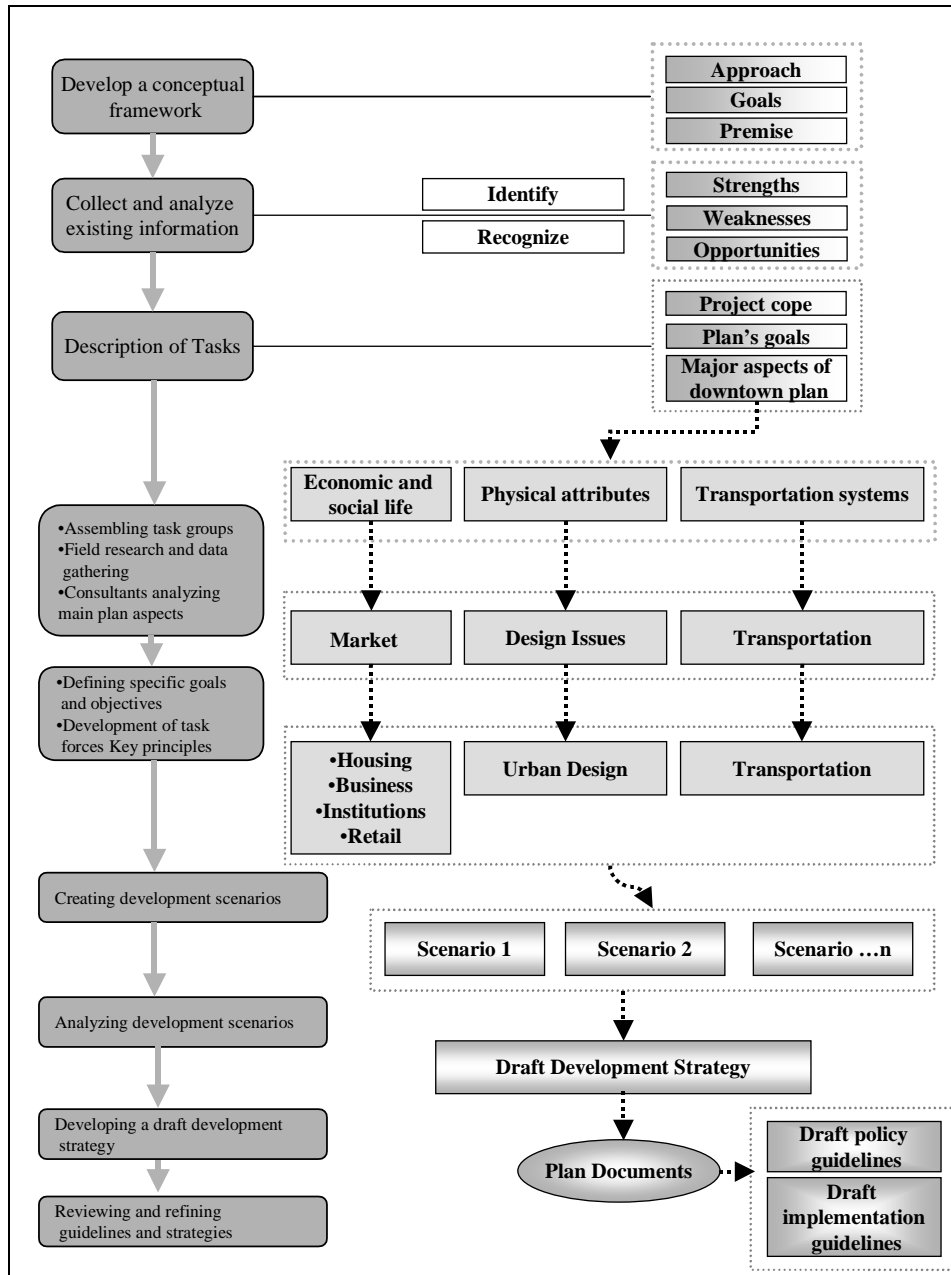 Develop a conceptual
framework
Approach
Goals
Premise
Collect and analyze
existing information
Identify
Recognize
Strengths
Weaknesses
Opportunities
Description of Tasks
Project cope
Plan's goals
Major aspects of
downtown plan
Economic and
social life
Physical attributes
Transportation systems
•Assembling task groups
•Field research and data
gathering
•Consultants analyzing
main plan aspects
Market
Design Issues
Transportation
•Defining specific goals
and objectives
•Development of task
forces Key principles
•Housing
•Business
•Institutions
•Retail
Urban Design
Transportation
Creating development scenarios
Scenario 1
Scenario 2
Scenario …n
Analyzing development scenarios
Draft Development Strategy
Developing a draft development
strategy
Plan Documents
Draft policy
guidelines
Draft
implementation
guidelines
Reviewing and refining
guidelines and strategies